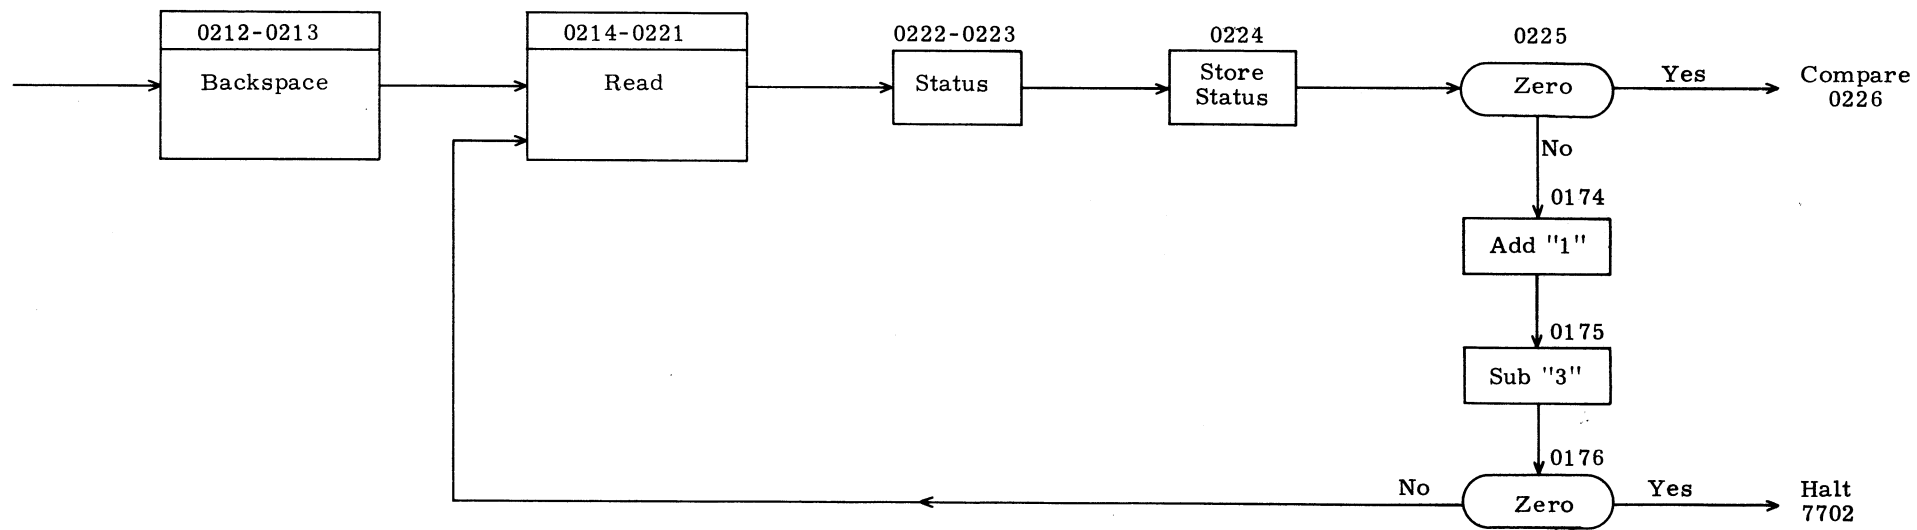 0212-0213
Backspace
0214-0221
Read
0222-0223
Status
0224
Store
Status
0225
Zero
Yes
Compare
0226
No
0174
Add "1"
0175
Sub "3"
0176
Zero
No
Yes
Halt
7702